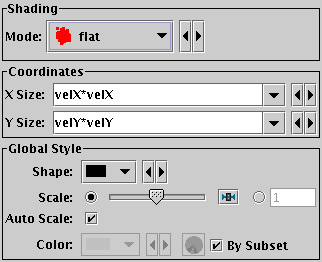 Shading
Mode: flat
Coordinates
X Size: velX*velX
Y Size: velY*velY
Global Style
Shape:
Scale: 1
Auto Scale:
Color: By Subset